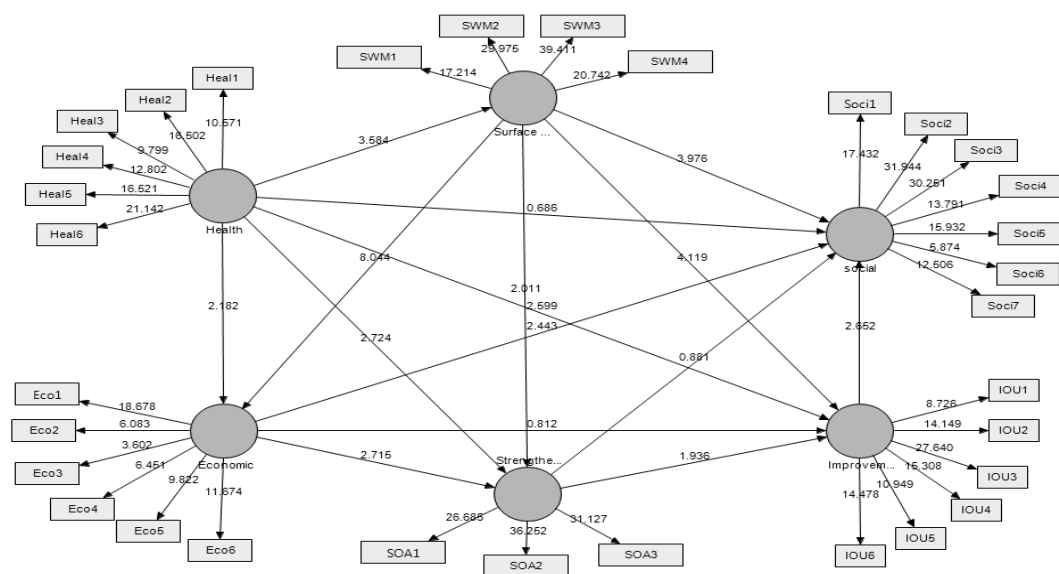 SWM2
SWM3
SWM1
29.975
39.411
SWM4
17.214
20.742
Heal1
Heal2
Heal3
Heal4
Heal5
Heal6
10.571
16.502
9.799
12.802
16.521
21.142
Health
Surface ...
3.584
3.976
0.686
Soci1
Soci2
Soci3
Soci4
Soci5
Soci6
Soci7
17.432
31.944
30.251
13.791
15.932
5.874
12.506
social
8.044
4.119
2.182
2.011
2.599
2.443
2.724
0.881
2.652
Eco1
Eco2
Eco3
Eco4
Eco5
Eco6
18.678
6.083
3.602
6.451
9.822
11.674
Economic
0.812
2.715
1.936
Strengthe...
26.685
36.252
31.127
SOA1
SOA2
SOA3
Improvem...
IOU1
IOU2
IOU3
IOU4
IOU5
IOU6
8.726
14.149
27.640
15.308
10.949
14.478